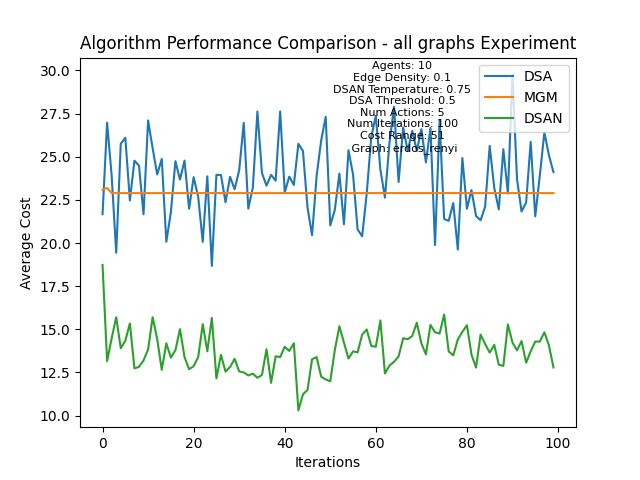 Algorithm Performance Comparison - all graphs Experiment
Agents: 10
Edge Density: 0.1
DSAN Temperature: 0.75
DSA Threshold: 0.5
Num Actions: 5
Num Iterations: 100
Cost Range: 51
Graph: erdos_renyi
DSA
MGM
DSAN
Average Cost
30.0
27.5
25.0
22.5
20.0
17.5
15.0
12.5
10.0
0 20 40 60 80 100
Iterations